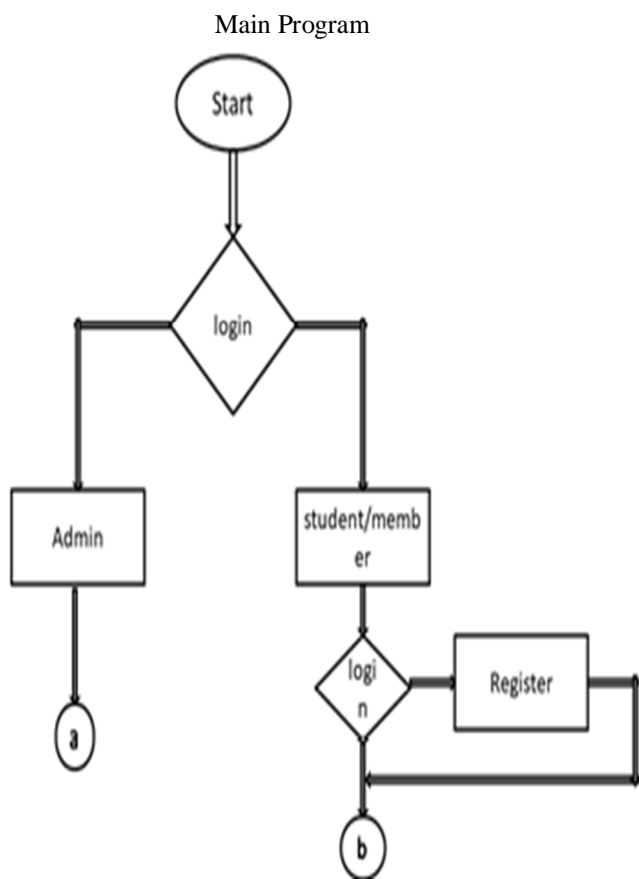 Main Program
Start
login
Admin
student/memb
er
logi
n
Register
a
b